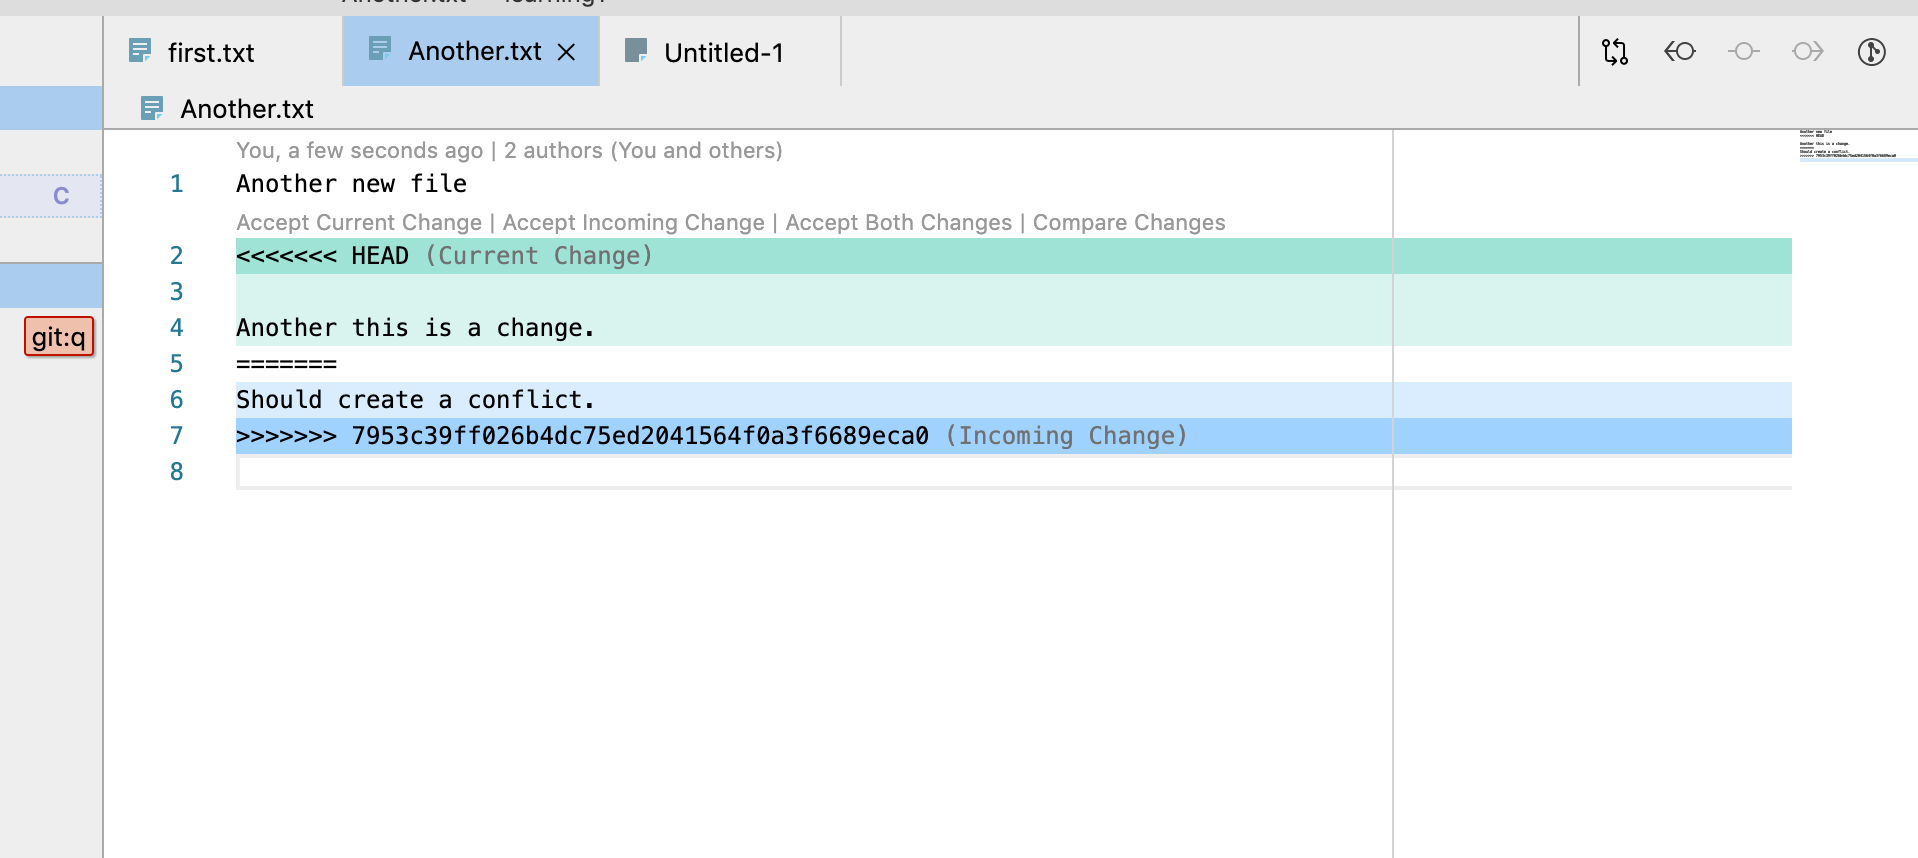 first.txt
Another.txt
Untitled-1
Another.txt
You, a few seconds ago | 2 authors (You and others)
1 Another new file
Accept Current Change | Accept Incoming Change | Accept Both Changes | Compare Changes
C
2 <<<<<<< HEAD (Current Change)
3
4 Another this is a change.
git:q
5 =======
6 Should create a conflict.
7 >>>>>>> 7953c39ff026b4dc75ed2041564f0a3f6689eca0 (Incoming Change)
8